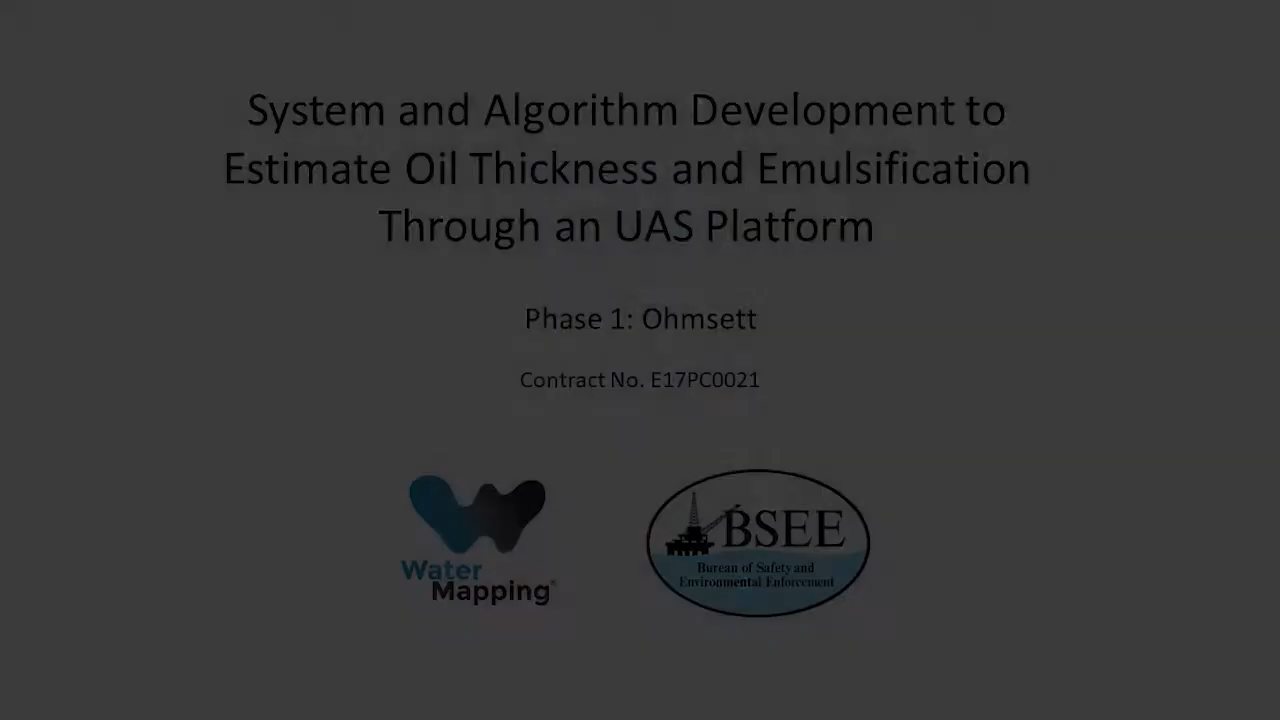 System and Algorithm Development to
Estimate Oil Thickness and Emulsification
Through an UAS Platform
Phase 1: Ohmsett
Contract No. E17PC0021
Water
Mapping
BSEE
Bureau of Safety and
Environmental Enforcement